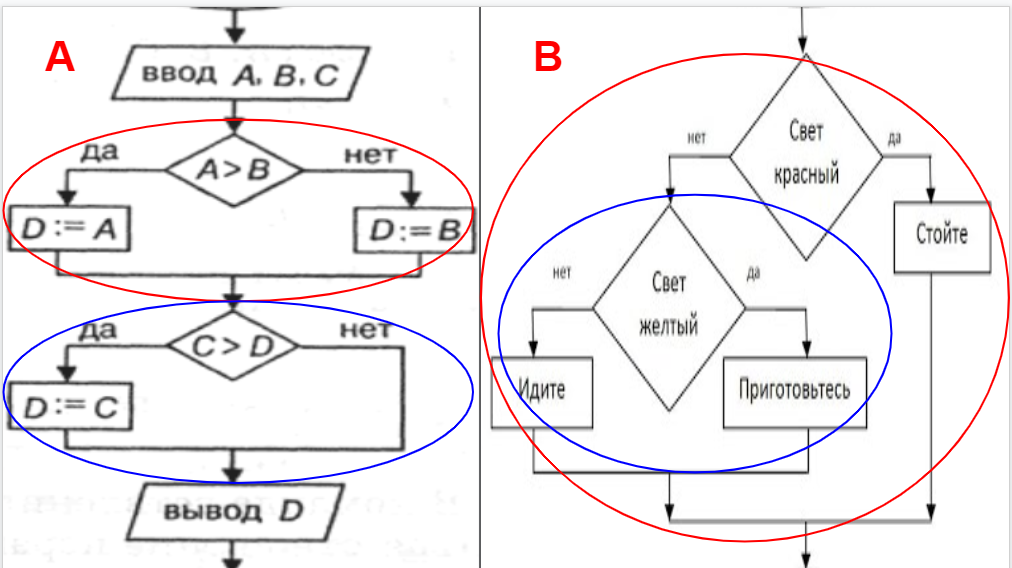 A
ввод A, B, C
да
A > B
нет
D := A
D := B
да
C > D
нет
D := C
вывод D
B
нет
Свет
красный
да
Стойте
нет
Свет
желтый
да
Идите
Приготовьтесь